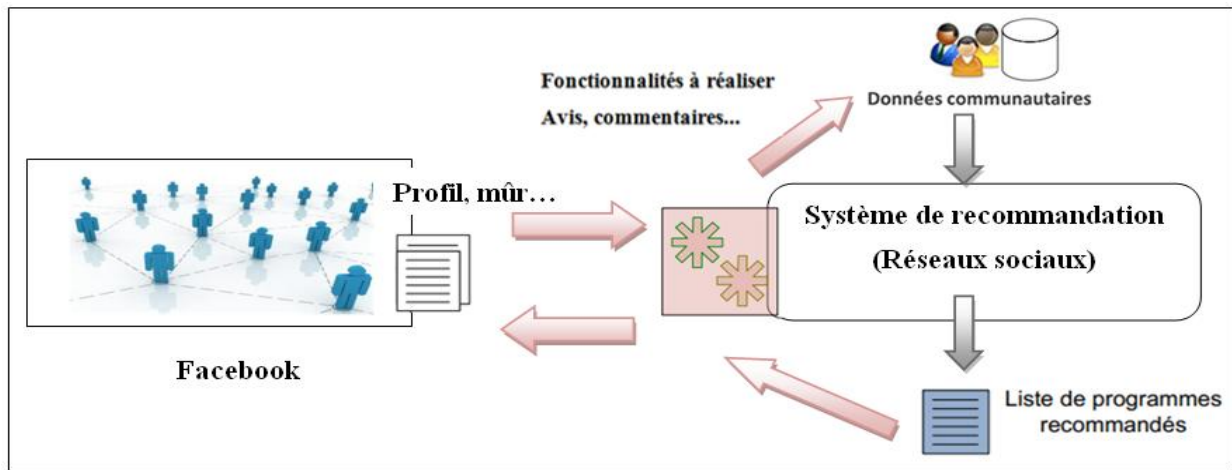 Fonctionnalités à réaliser
Avis, commentaires...
Données communautaires
Profil, mûr…
Système de recommandation
(Réseaux sociaux)
Facebook
Liste de programmes
recommandés